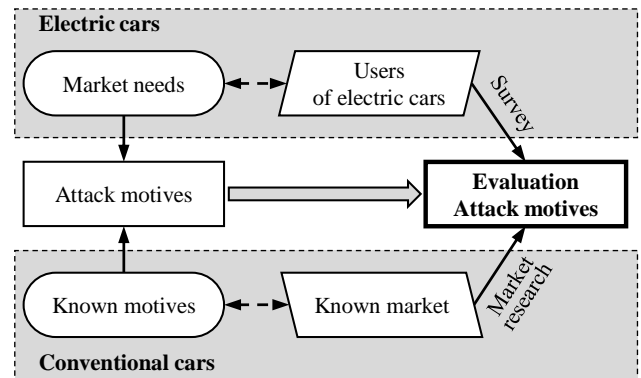 Electric cars
Market needs
Users
of electric cars
Survey
Attack motives
Evaluation
Attack motives
Known motives
Known market
Market
research
Conventional cars